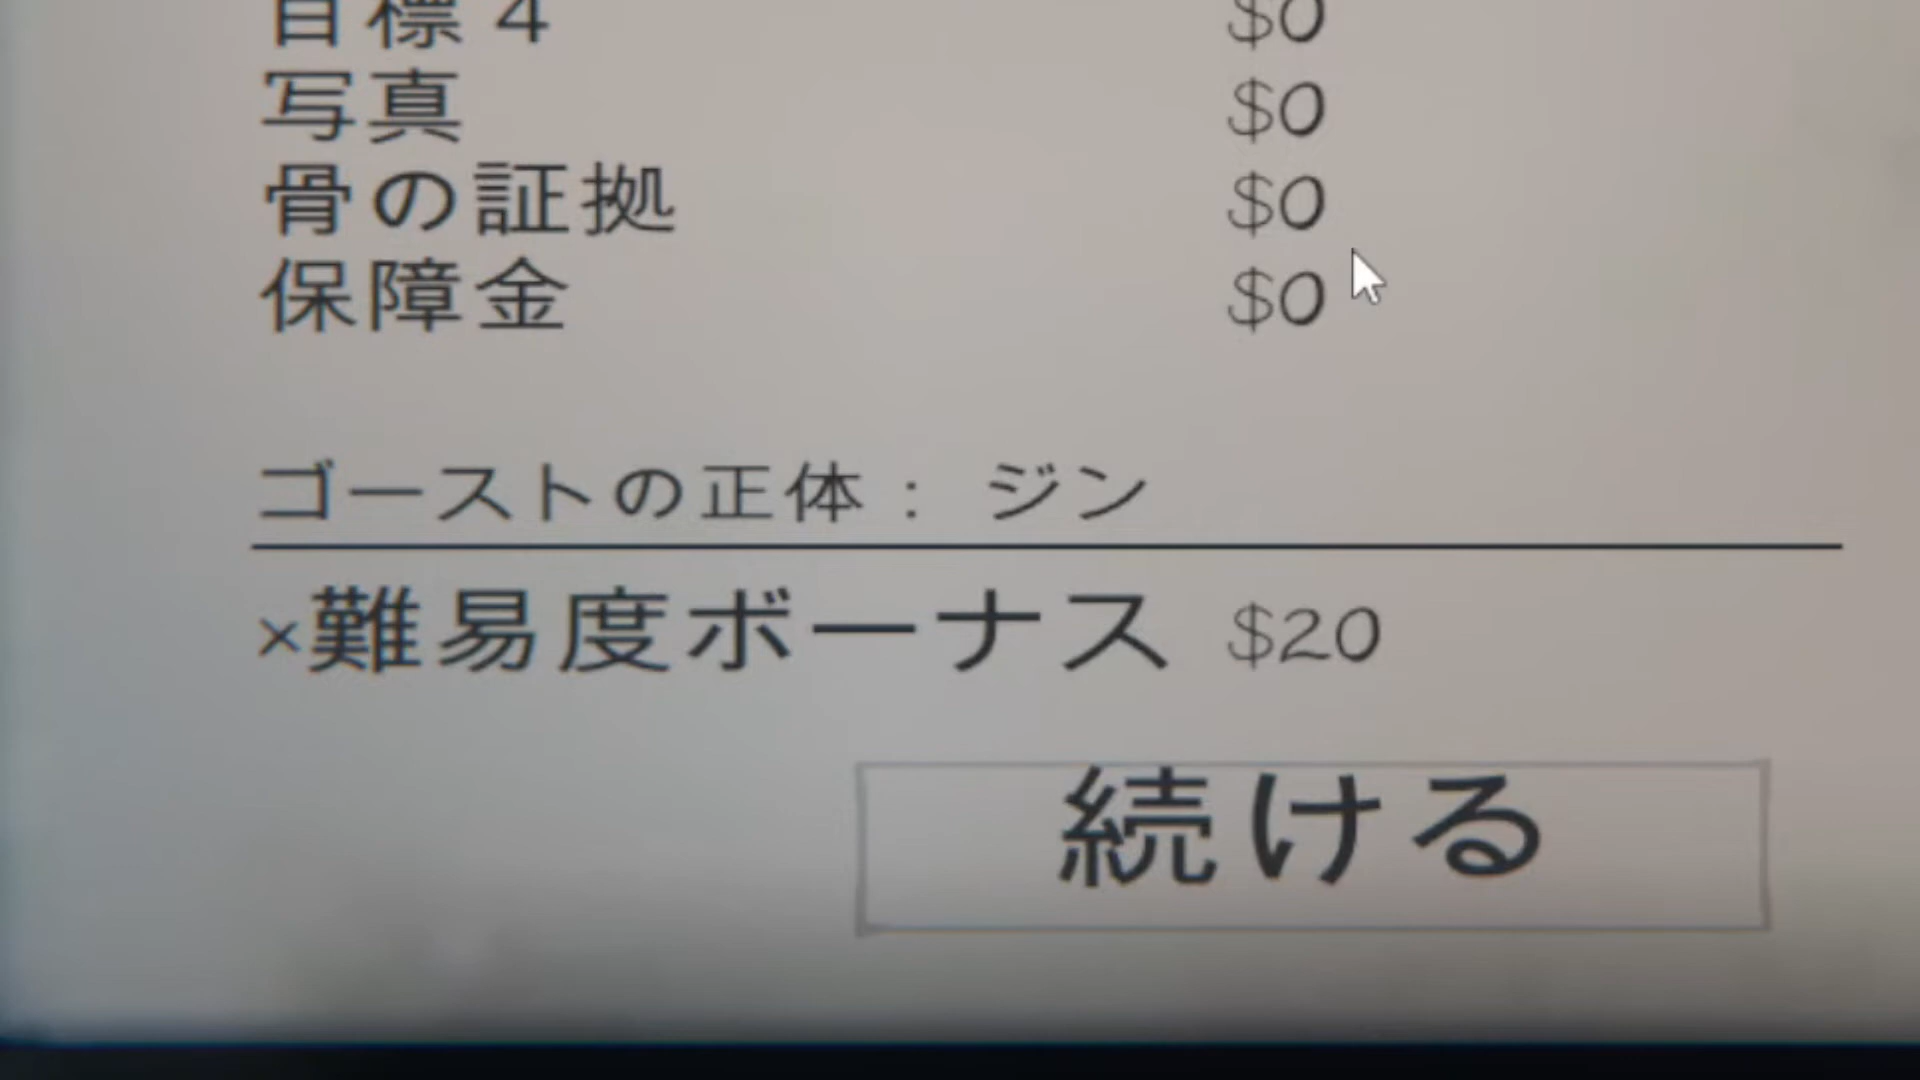 目標4 $0
写真 $0
骨の証拠 $0
保障金 $0
ゴーストの正体： ジン
×難易度ボーナス $20
続ける